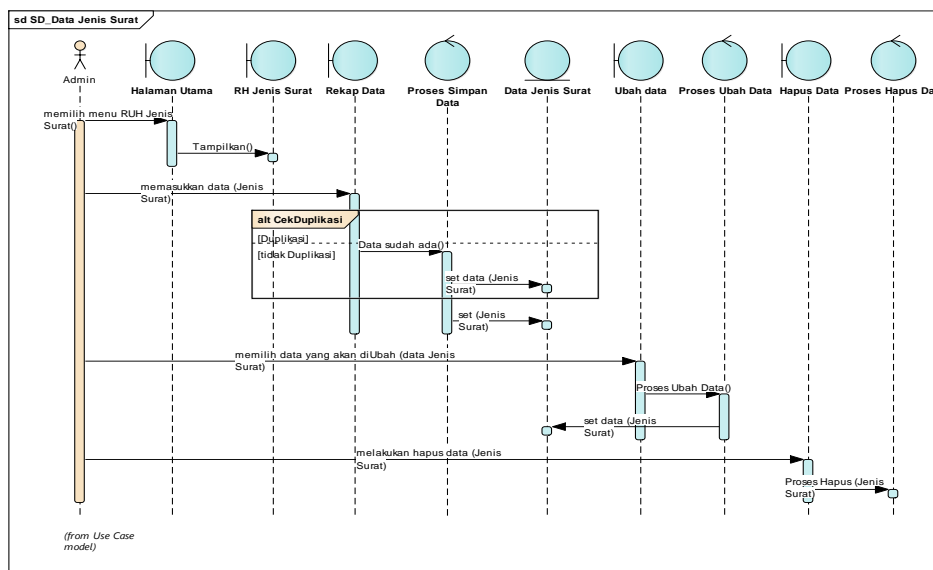 sd SD_Data Jenis Surat
Admin
Halaman Utama
RH Jenis Surat
Rekap Data
Proses Simpan
Data
Data Jenis Surat
Ubah data
Proses Ubah Data
Hapus Data
Proses Hapus Da
memilih menu RUH Jenis
Surat()
Tampilkan()
memasukkan data (Jenis
Surat)
alt CekDuplikasi
[Duplikasi]
[tidak Duplikasi]
Data sudah ada()
set data (Jenis
Surat)
set (Jenis
Surat)
memilih data yang akan diUbah (data Jenis
Surat)
Proses Ubah Data()
set data (Jenis
Surat)
melakukan hapus data (Jenis
Surat)
Proses Hapus (Jenis
Surat)
(from Use Case
model)